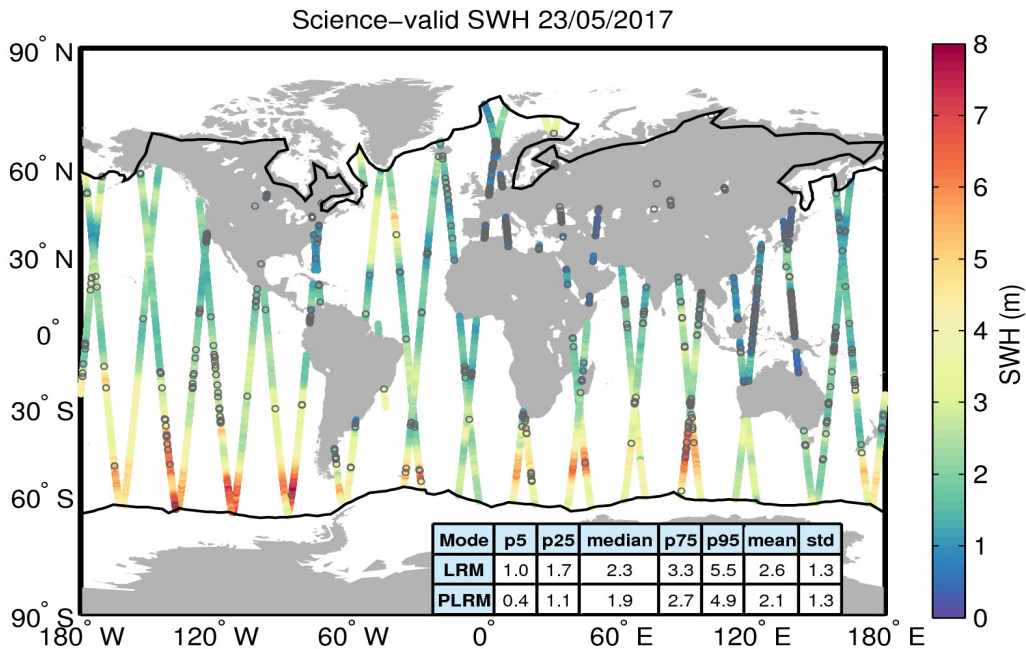 Science−valid SWH 23/05/2017
90° N
60° N
30° N
0°
30° S
60° S
90° S
180° W
120° W
60° W
0°
60° E
120° E
180° E
Mode p5 p25 median p75 p95 mean std
LRM 1.0 1.7 2.3 3.3 5.5 2.6 1.3
PLRM 0.4 1.1 1.9 2.7 4.9 2.1 1.3
8
7
6
5
4
3
2
1
0
SWH (m)